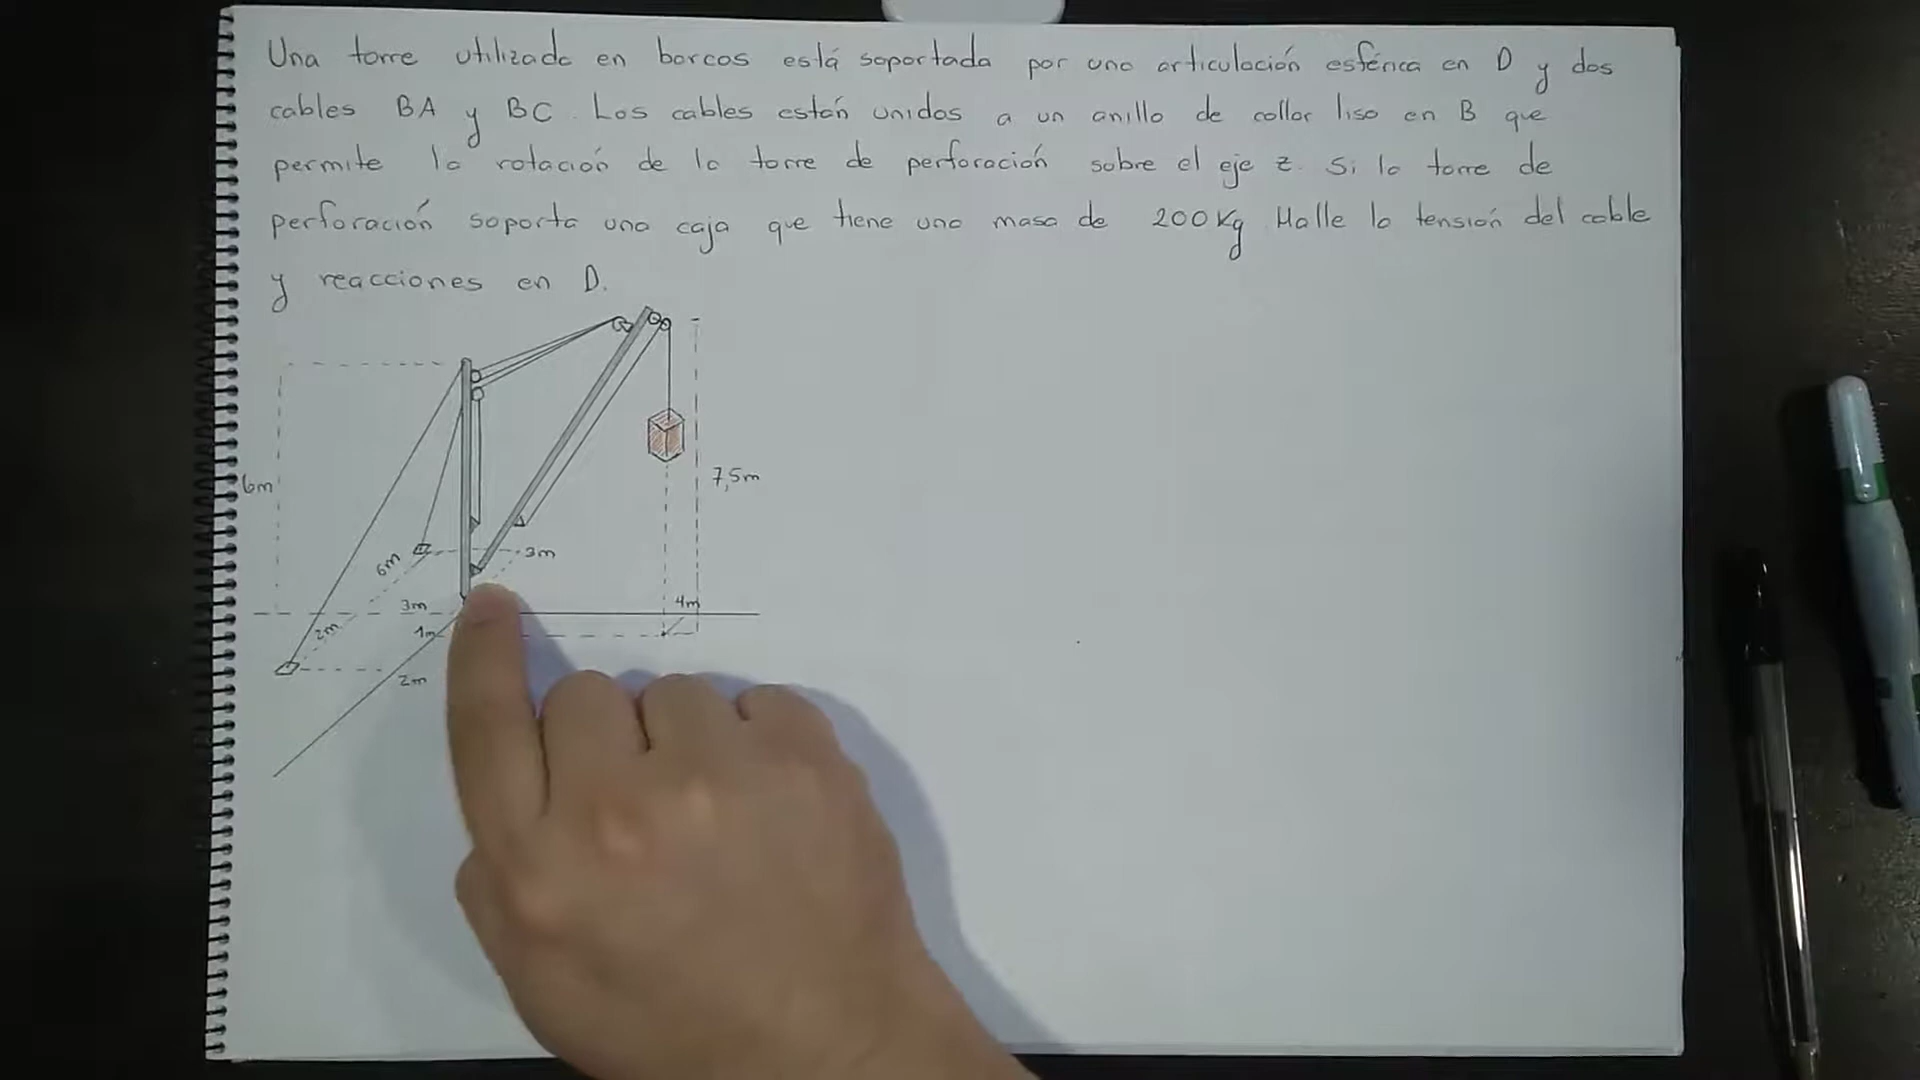 Una torre utilizada en barcos está soportada por una articulación esférica en D y dos
cables BA y BC. Los cables están unidos a un anillo de collar liso en B que
permite la rotación de la torre de perforación sobre el eje z. Si la torre de
perforación soporta una caja que tiene una masa de 200Kg. Halle la tensión del cable
y reacciones en D.
6m
7,5m
6m
3m
3m
4m
2m
1m
2m